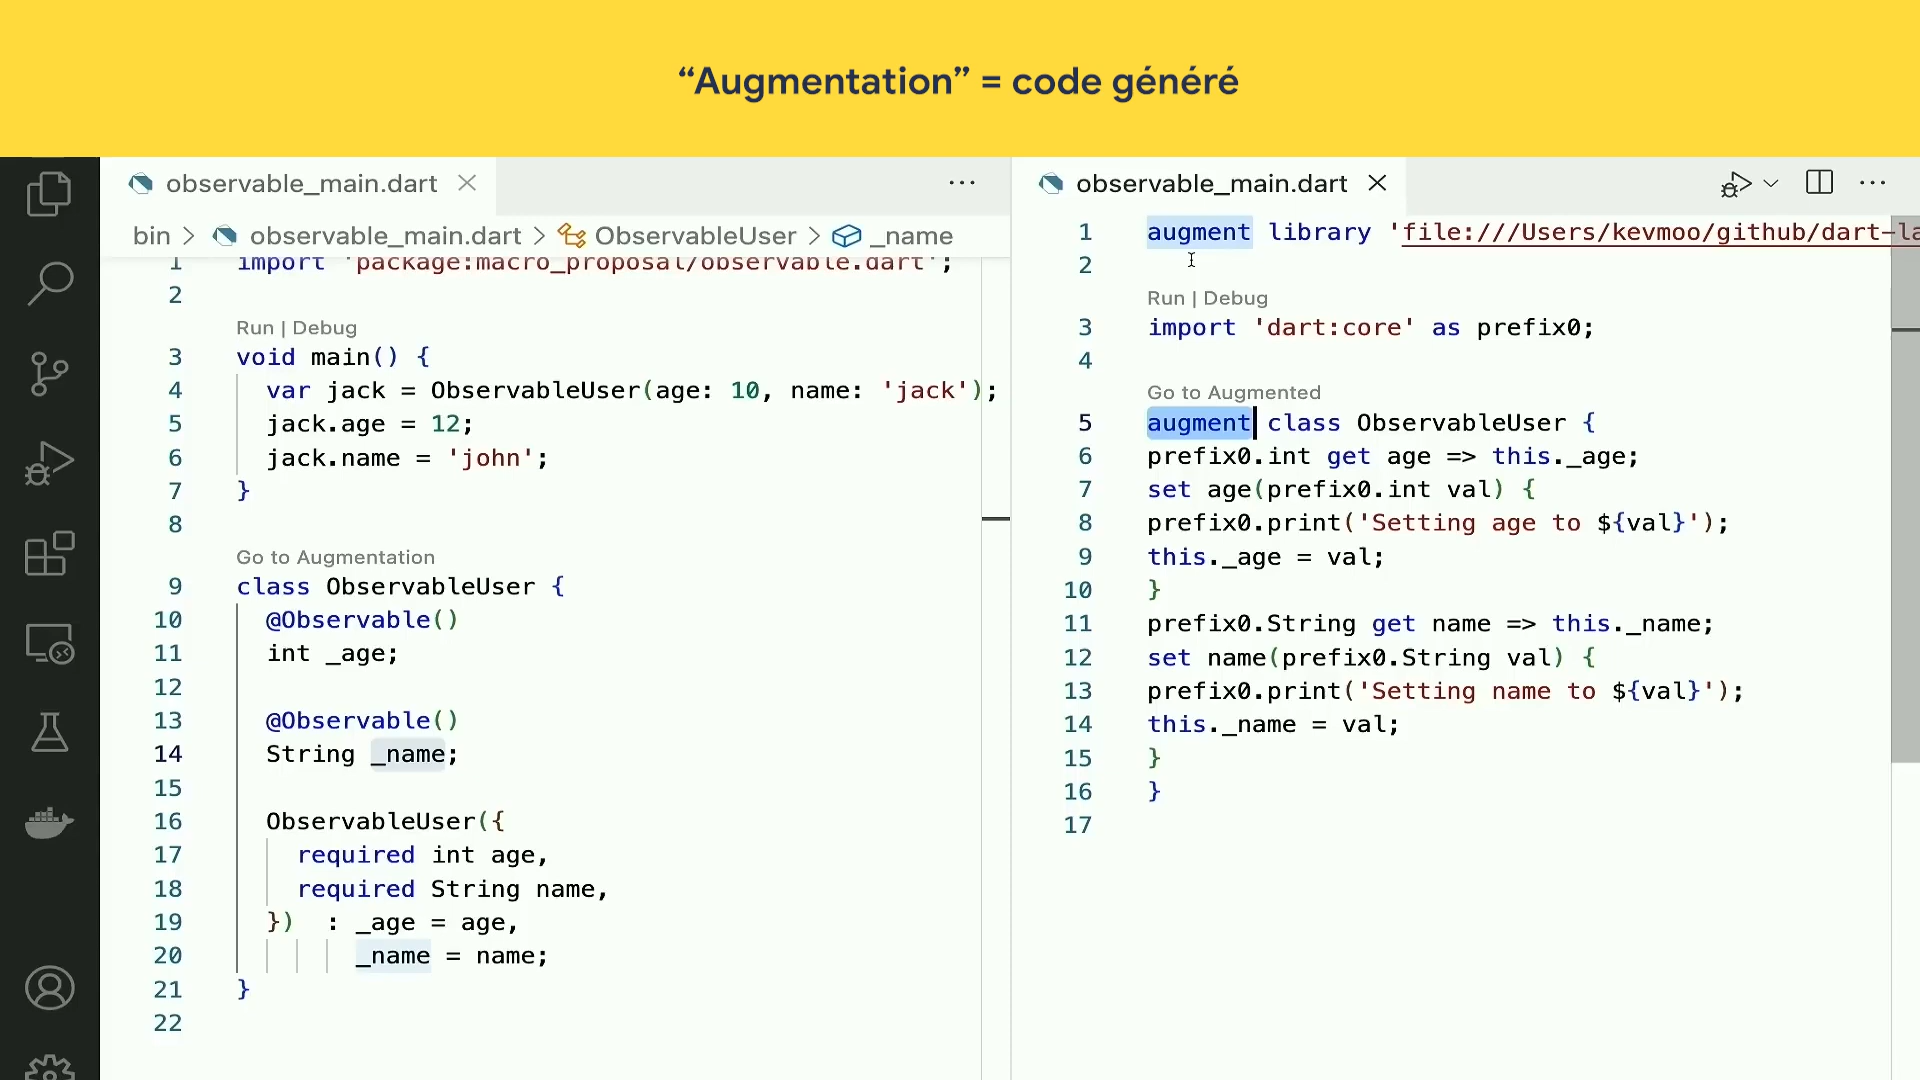 “Augmentation” = code généré
observable_main.dart
bin > observable_main.dart > ObservableUser > _name
1 import 'package:macro_proposal/observable.dart';
2
Run | Debug
3 void main() {
4 var jack = ObservableUser(age: 10, name: 'jack');
5 jack.age = 12;
6 jack.name = 'john';
7 }
8
Go to Augmentation
9 class ObservableUser {
10 @Observable()
11 int _age;
12
13 @Observable()
14 String _name;
15
16 ObservableUser({
17 required int age,
18 required String name,
19 }) : _age = age,
20 _name = name;
21 }
22
observable_main.dart
1 augment library 'file:///Users/kevmoo/github/dart-la
2
Run | Debug
3 import 'dart:core' as prefix0;
4
Go to Augmented
5 augment class ObservableUser {
6 prefix0.int get age => this._age;
7 set age(prefix0.int val) {
8 prefix0.print('Setting age to ${val}');
9 this._age = val;
10 }
11 prefix0.String get name => this._name;
12 set name(prefix0.String val) {
13 prefix0.print('Setting name to ${val}');
14 this._name = val;
15 }
16 }
17